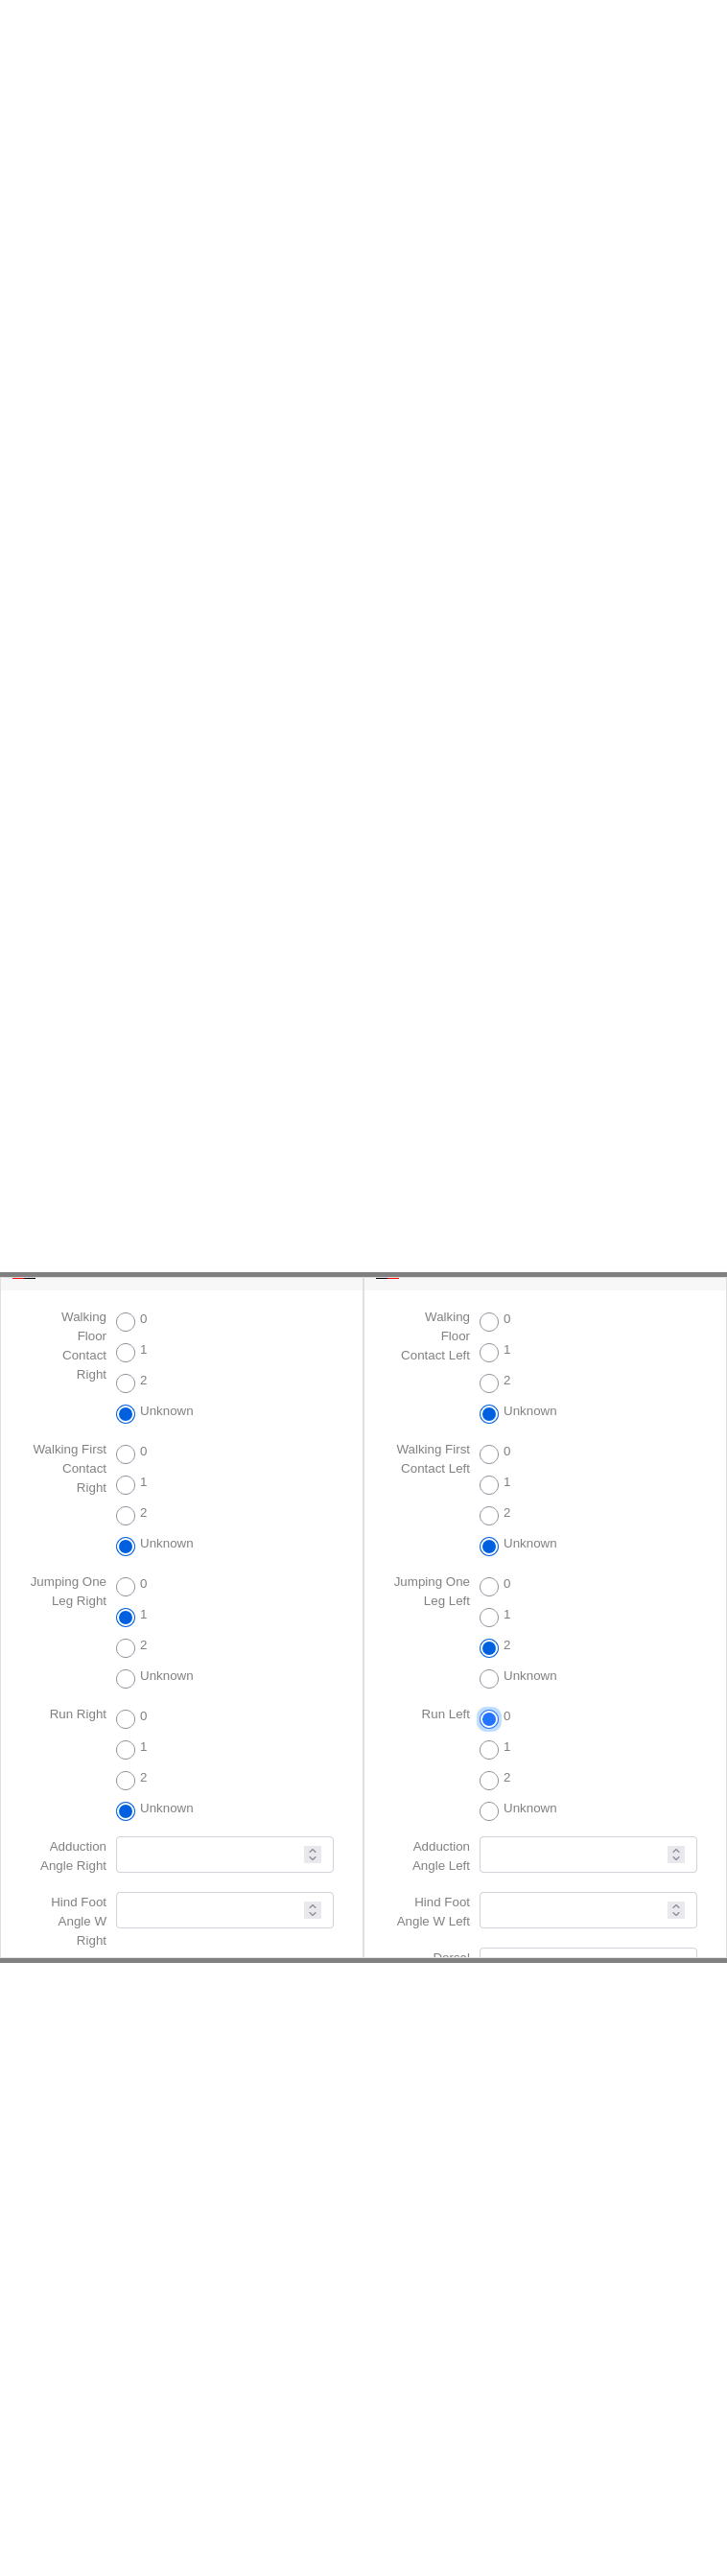 Walking
Floor
Contact
Right
0
1
2
Unknown
Walking First
Contact
Right
0
1
2
Unknown
Jumping One
Leg Right
0
1
2
Unknown
Run Right
0
1
2
Unknown
Adduction
Angle Right
Hind Foot
Angle W
Right
Walking
Floor
Contact Left
0
1
2
Unknown
Walking First
Contact Left
0
1
2
Unknown
Jumping One
Leg Left
0
1
2
Unknown
Run Left
0
1
2
Unknown
Adduction
Angle Left
Hind Foot
Angle W Left
Dorsal